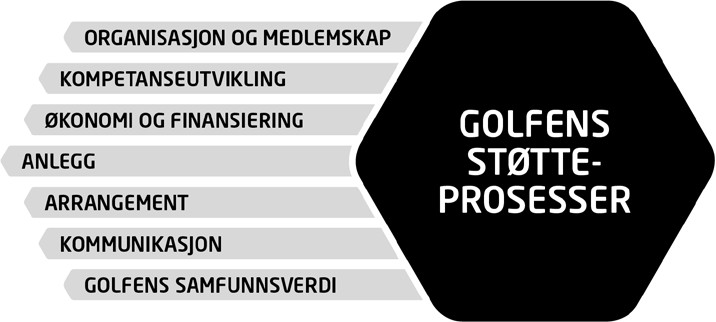 ORGANISASJON OG MEDLEMSKAP
KOMPETANSEUTVIKLING
ØKONOMI OG FINANSIERING
ANLEGG
ARRANGEMENT
KOMMUNIKASJON
GOLFENS SAMFUNNSVERDI
GOLFENS
STØTTE-
PROSESSER